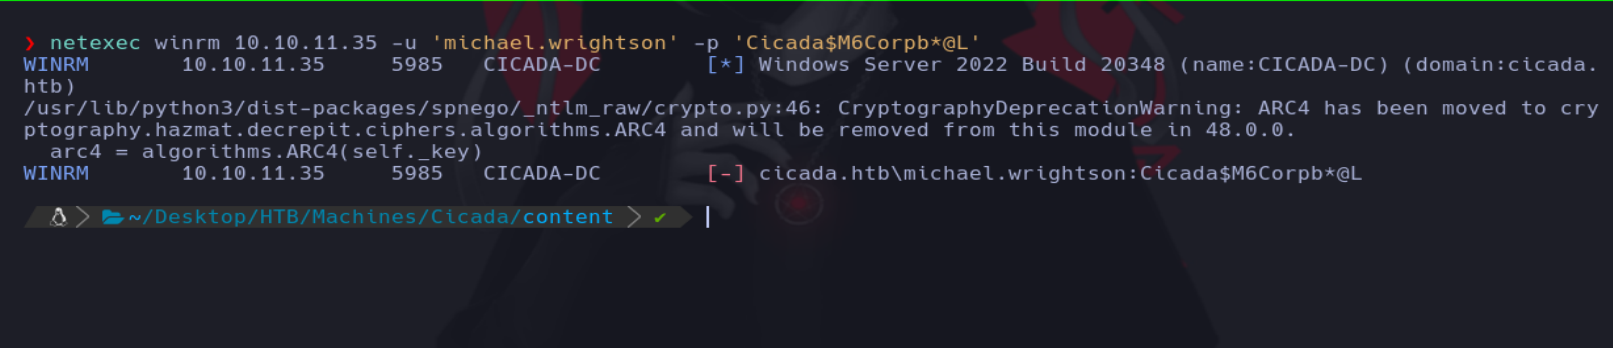 ❯ netexec winrm 10.10.11.35 -u 'michael.wrightson' -p 'Cicada$M6Corpb*@L'
WINRM 10.10.11.35 5985 CICADA-DC [*] Windows Server 2022 Build 20348 (name:CICADA-DC) (domain:cicada.
htb)
/usr/lib/python3/dist-packages/spnego/_ntlm_raw/crypto.py:46: CryptographyDeprecationWarning: ARC4 has been moved to cry
ptography.hazmat.decrepit.ciphers.algorithms.ARC4 and will be removed from this module in 48.0.0.
  arc4 = algorithms.ARC4(self._key)
WINRM 10.10.11.35 5985 CICADA-DC [-] cicada.htb\michael.wrightson:Cicada$M6Corpb*@L
~/Desktop/HTB/Machines/Cicada/content ✔